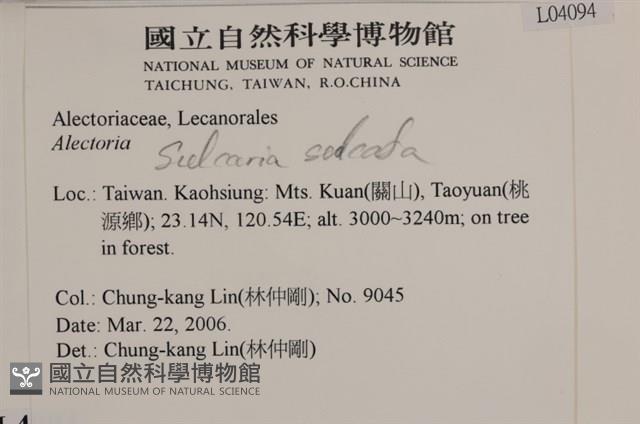 L04094
國立自然科學博物館
NATIONAL MUSEUM OF NATURAL SCIENCE
TAICHUNG, TAIWAN, R.O.CHINA
Alectoriaceae, Lecanorales
Alectoria Sulcaria sulcata
Loc.: Taiwan. Kaohsiung: Mts. Kuan(關山), Taoyuan(桃
源鄉); 23.14N, 120.54E; alt. 3000~3240m; on tree
in forest.
Col.: Chung-kang Lin(林仲剛); No. 9045
Date: Mar. 22, 2006.
Det.: Chung-kang Lin(林仲剛)
國立自然科學博物館
NATIONAL MUSEUM OF NATURAL SCIENCE